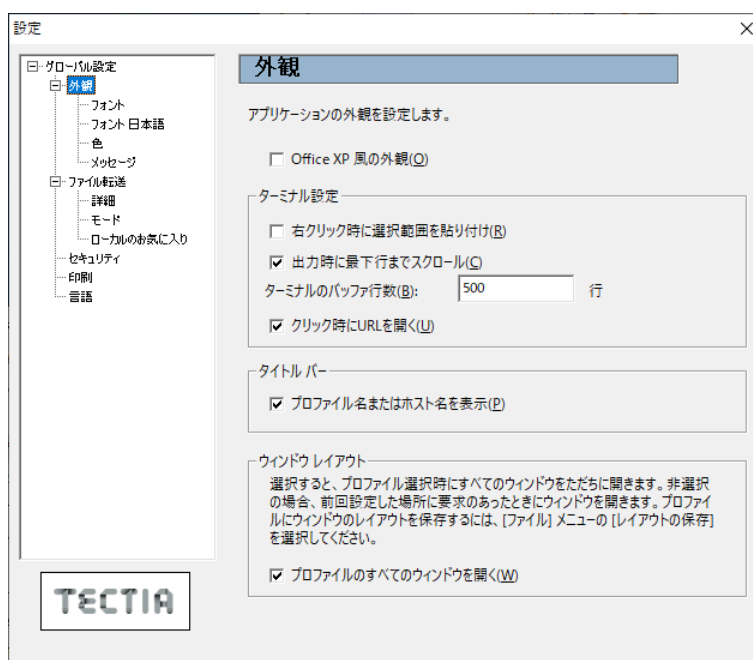 設定
グローバル設定
外観
フォント
フォント 日本語
色
メッセージ
ファイル転送
詳細
モード
ローカルのお気に入り
セキュリティ
印刷
言語
TECTIA
外観
アプリケーションの外観を設定します。
Office XP 風の外観(O)
ターミナル設定
右クリック時に選択範囲を貼り付け(R)
出力時に最下行までスクロール(C)
ターミナルのバッファ行数(B): 500 行
クリック時にURLを開く(U)
タイトル バー
プロファイル名またはホスト名を表示(P)
ウィンドウ レイアウト
選択すると、プロファイル選択時にすべてのウィンドウをただちに開きます。非選択
の場合、前回設定した場所に要求のあったときにウィンドウを開きます。プロファイ
ルにウィンドウのレイアウトを保存するには、[ファイル] メニューの [レイアウトの保存]
を選択してください。
プロファイルのすべてのウィンドウを開く(W)